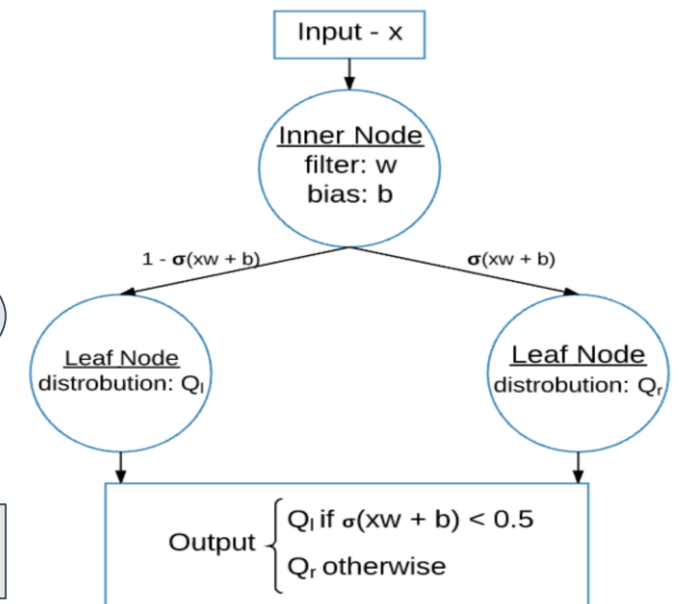 Input - x
Inner Node
filter: w
bias: b
1 - σ(xw + b)
σ(xw + b)
Leaf Node
distrobution: Qₗ
Leaf Node
distrobution: Qᵣ
Output
Qₗ if σ(xw + b) < 0.5
Qᵣ otherwise